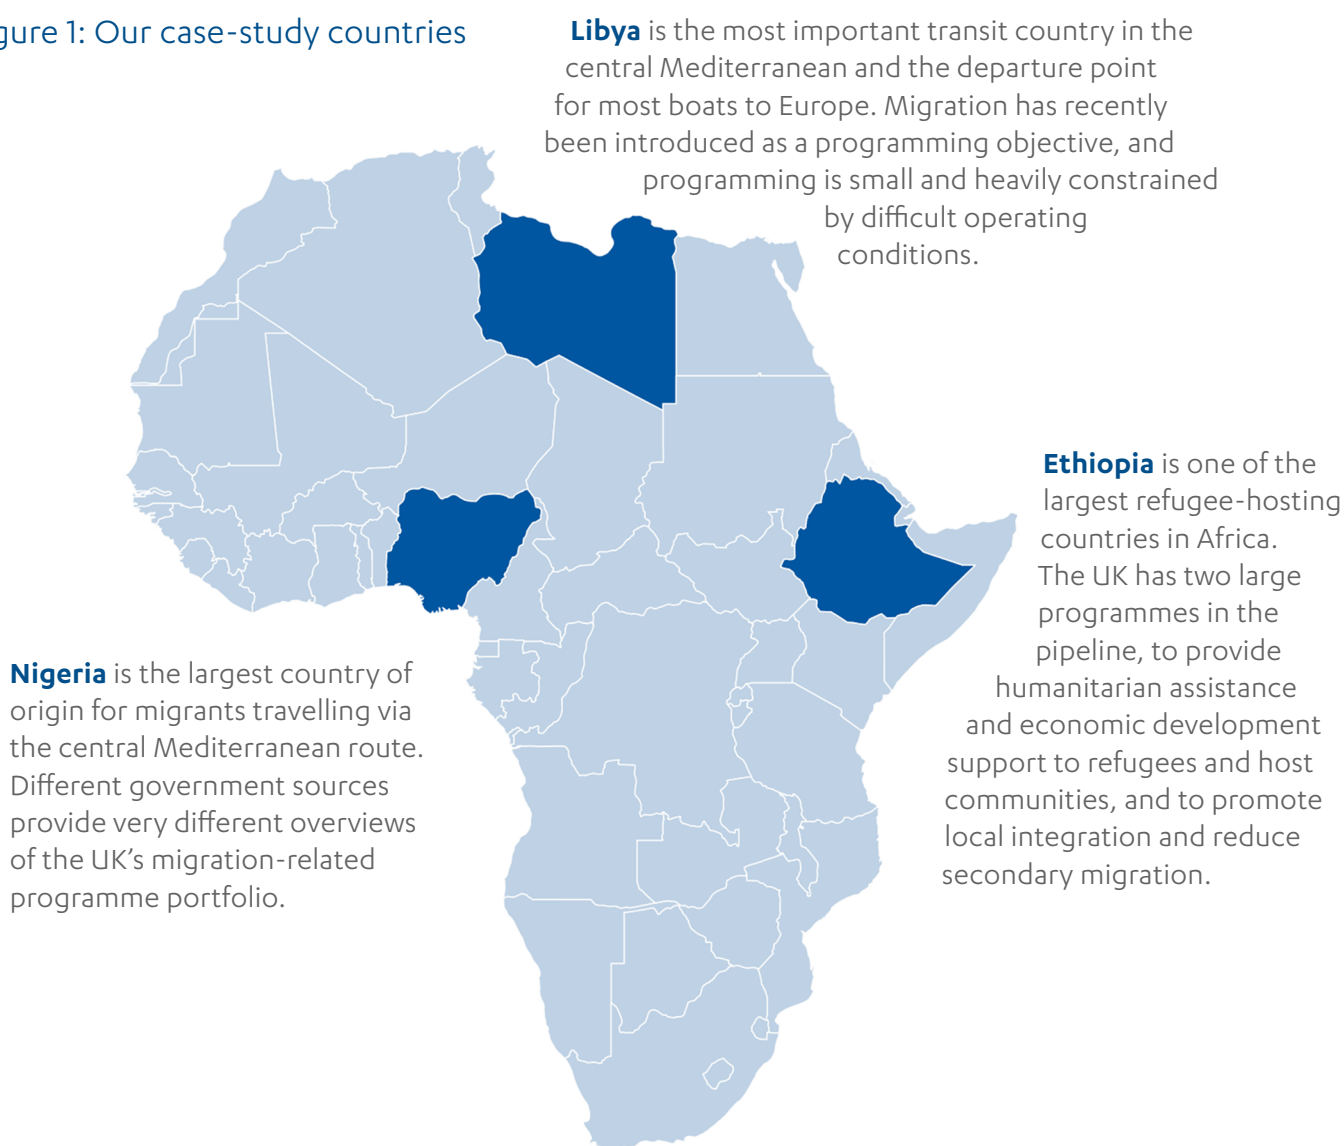 gure 1: Our case-study countries
Libya is the most important transit country in the
central Mediterranean and the departure point
for most boats to Europe. Migration has recently
been introduced as a programming objective, and
programming is small and heavily constrained
by difficult operating
conditions.
Ethiopia is one of the
largest refugee-hosting
countries in Africa.
The UK has two large
programmes in the
pipeline, to provide
humanitarian assistance
and economic development
support to refugees and host
communities, and to promote
local integration and reduce
secondary migration.
Nigeria is the largest country of
origin for migrants travelling via
the central Mediterranean route.
Different government sources
provide very different overviews
of the UK’s migration-related
programme portfolio.